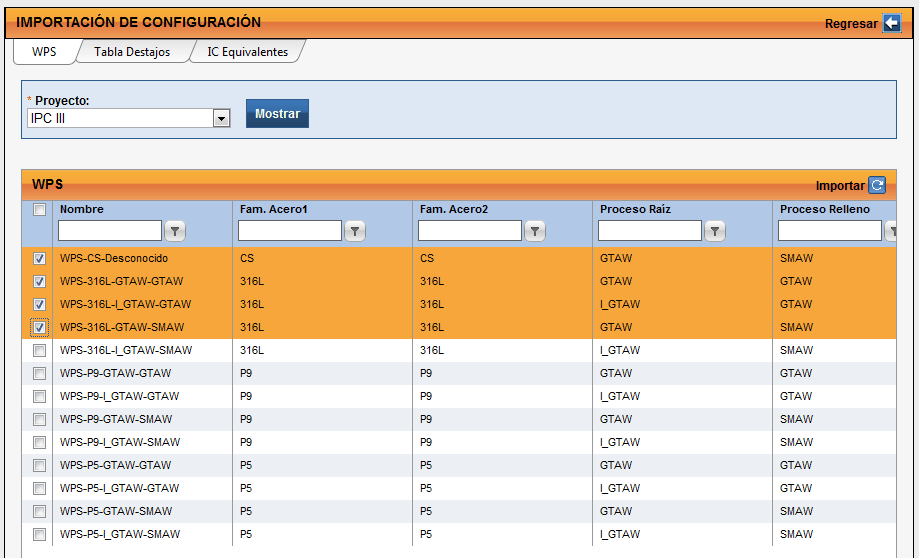 IMPORTACIÓN DE CONFIGURACIÓN Regresar
WPS Tabla Destajos IC Equivalentes
* Proyecto:
IPC III Mostrar
WPS Importar
Nombre Fam. Acero1 Fam. Acero2 Proceso Raíz Proceso Relleno
WPS-CS-Desconocido CS CS GTAW SMAW
WPS-316L-GTAW-GTAW 316L 316L GTAW GTAW
WPS-316L-I_GTAW-GTAW 316L 316L I_GTAW GTAW
WPS-316L-GTAW-SMAW 316L 316L GTAW SMAW
WPS-316L-I_GTAW-SMAW 316L 316L I_GTAW SMAW
WPS-P9-GTAW-GTAW P9 P9 GTAW GTAW
WPS-P9-I_GTAW-GTAW P9 P9 I_GTAW GTAW
WPS-P9-GTAW-SMAW P9 P9 GTAW SMAW
WPS-P9-I_GTAW-SMAW P9 P9 I_GTAW SMAW
WPS-P5-GTAW-GTAW P5 P5 GTAW GTAW
WPS-P5-I_GTAW-GTAW P5 P5 I_GTAW GTAW
WPS-P5-GTAW-SMAW P5 P5 GTAW SMAW
WPS-P5-I_GTAW-SMAW P5 P5 I_GTAW SMAW